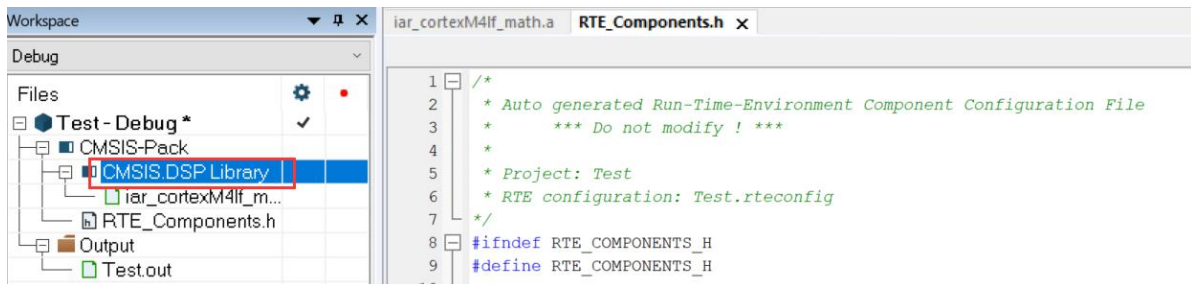 Workspace
Debug
Files
Test - Debug *
CMSIS-Pack
CMSIS.DSP Library
iar_cortexM4lf_m...
RTE_Components.h
Output
Test.out
iar_cortexM4lf_math.a RTE_Components.h x
1 /*
2 * Auto generated Run-Time-Environment Component Configuration File
3 * *** Do not modify ! ***
4 *
5 * Project: Test
6 * RTE configuration: Test.rteconfig
7 */
8 #ifndef RTE_COMPONENTS_H
9 #define RTE_COMPONENTS_H